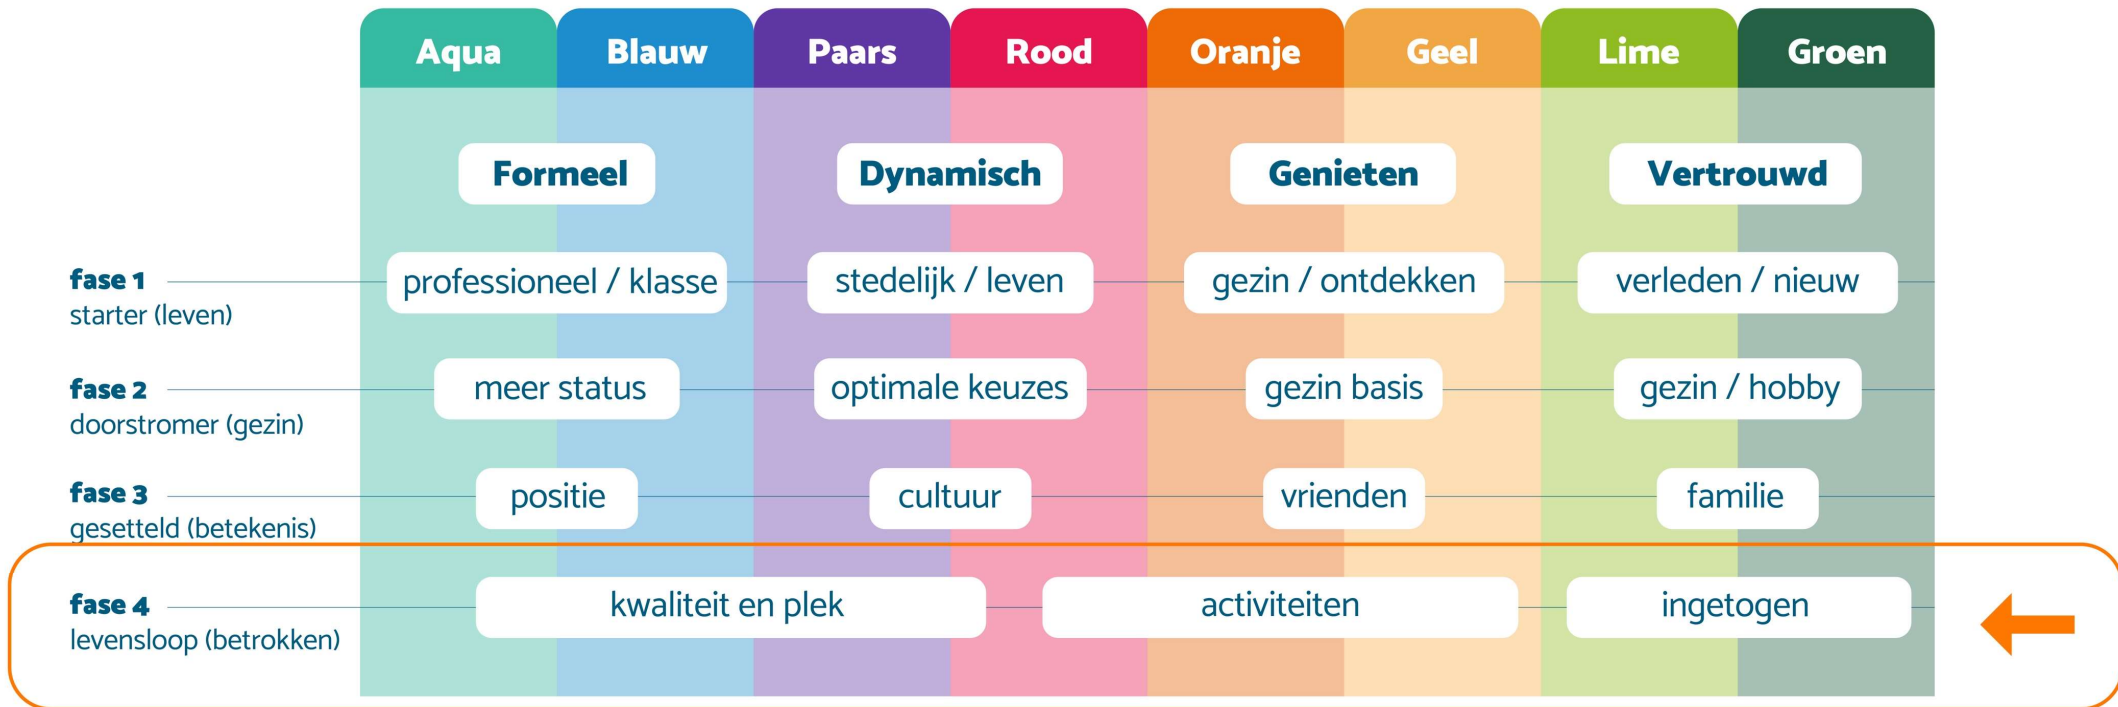 Aqua Blauw Paars Rood Oranje Geel Lime Groen
Formeel Dynamisch Genieten Vertrouwd
fase 1 professioneel / klasse stedelijk / leven gezin / ontdekken verleden / nieuw
starter (leven)
fase 2 meer status optimale keuzes gezin basis gezin / hobby
doorstromer (gezin)
fase 3 positie cultuur vrienden familie
gesetteld (betekenis)
fase 4 kwaliteit en plek activiteiten ingetogen
levensloop (betrokken)